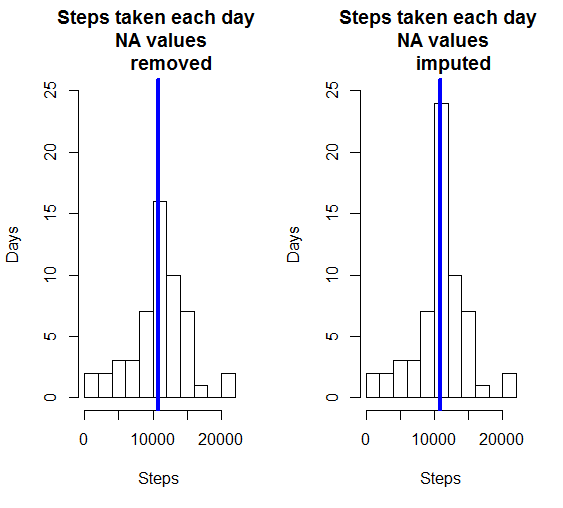 Steps taken each day
NA values
removed
25
20
15
10
5
0
Days
0
10000
20000
Steps
Steps taken each day
NA values
imputed
25
20
15
10
5
0
Days
0
10000
20000
Steps